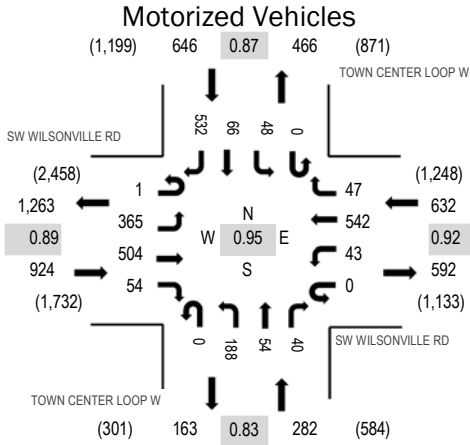 Motorized Vehicles
(1,199) 646 0.87 466 (871)
TOWN CENTER LOOP W
532 66 48 0
SW WILSONVILLE RD
(2,458) (1,248)
1 47
1,263 632
365 N 542
0.89 W 0.95 E 0.92
504 43
924 S 592
54 0
(1,732) (1,133)
0 188 54 40
SW WILSONVILLE RD
TOWN CENTER LOOP W
(301) 163 0.83 282 (584)